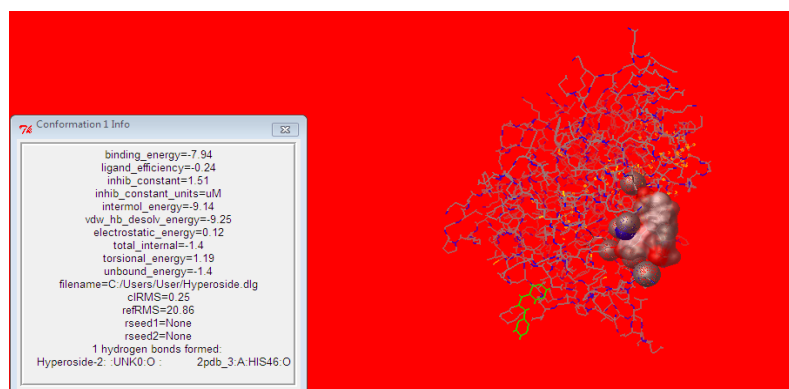 Conformation 1 Info
binding_energy=-7.94
ligand_efficiency=-0.24
inhib_constant=1.51
inhib_constant_units=uM
intermol_energy=-9.14
vdw_hb_desolv_energy=-9.25
electrostatic_energy=0.12
total_internal=-1.4
torsional_energy=1.19
unbound_energy=-1.4
filename=C:/Users/User/Hyperoside.dlg
clRMS=0.25
refRMS=20.86
rseed1=None
rseed2=None
1 hydrogen bonds formed:
Hyperoside-2: :UNK0:O : 2pdb_3:A:HIS46:O